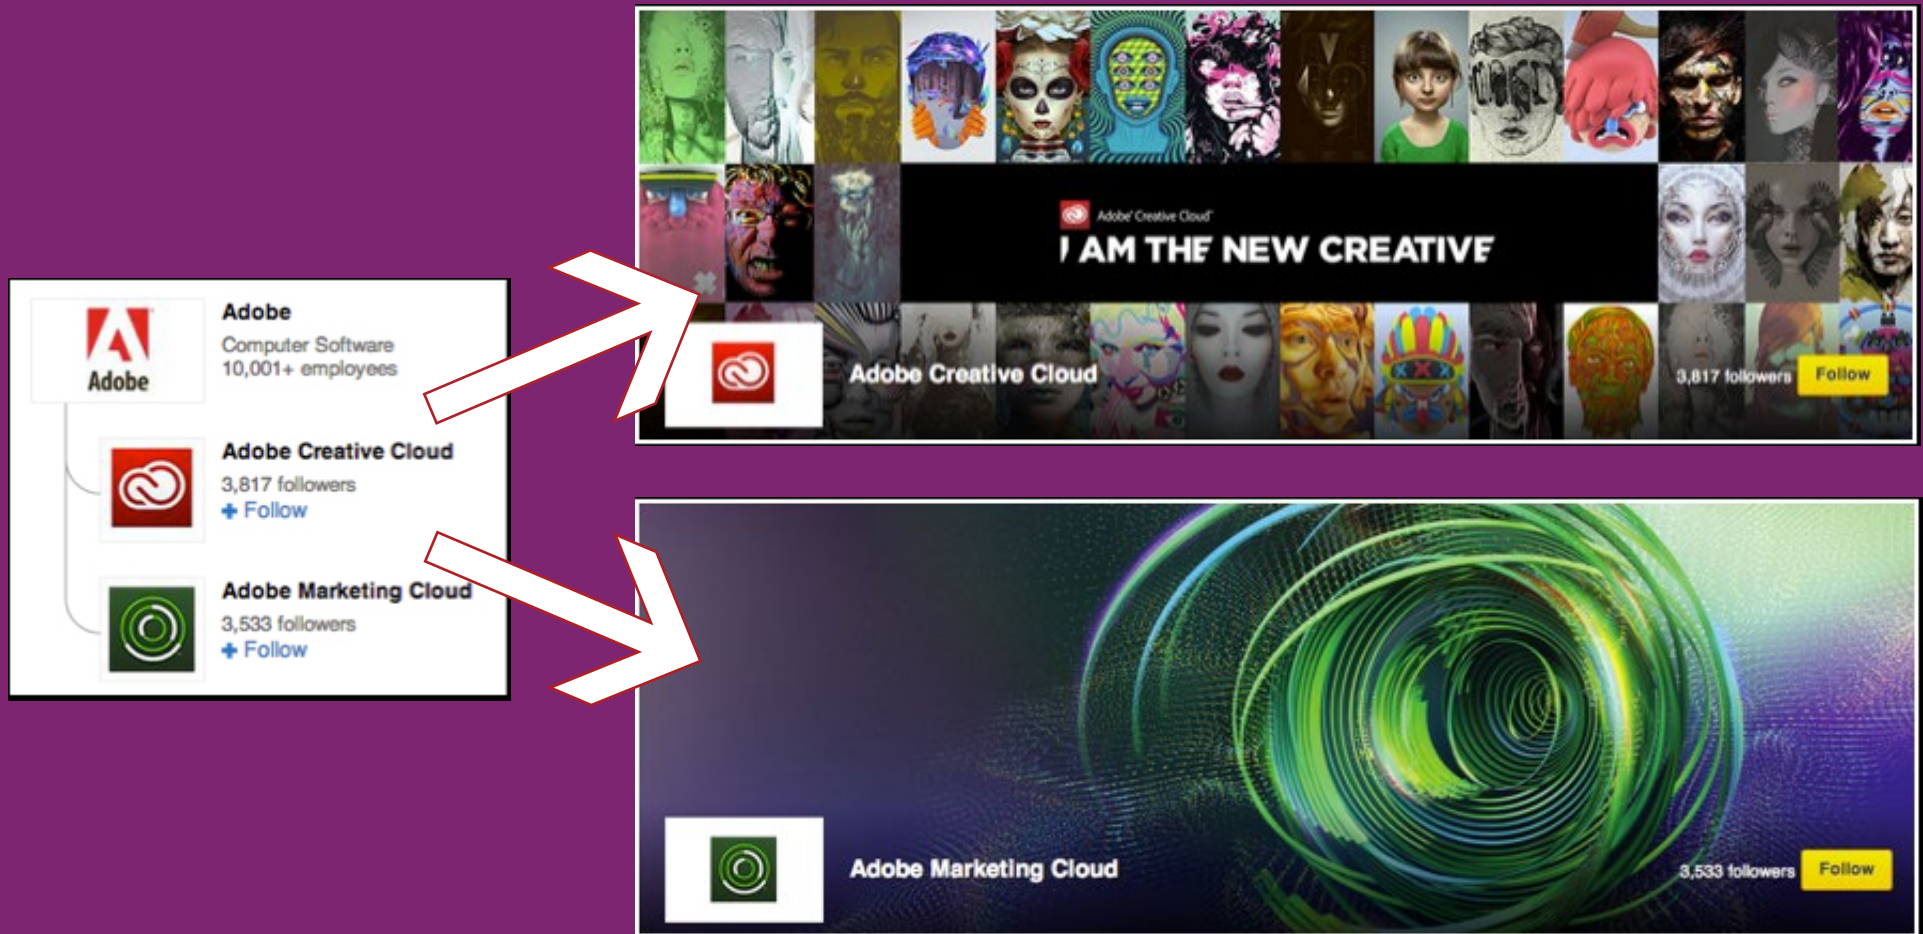 Adobe
Adobe
Computer Software
10,001+ employees
Adobe Creative Cloud
3,817 followers
+ Follow
Adobe Marketing Cloud
3,533 followers
+ Follow
Adobe® Creative Cloud™
I AM THE NEW CREATIVE
Adobe Creative Cloud
3,817 followers
Follow
Adobe Marketing Cloud
3,533 followers
Follow